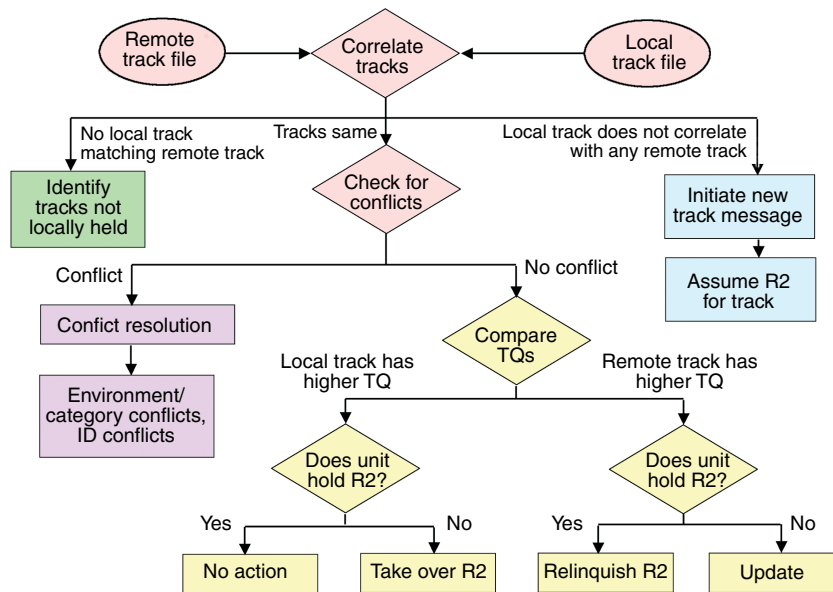 Remote
track file
Correlate
tracks
Local
track file
No local track
matching remote track
Tracks same
Local track does not correlate
with any remote track
Identify
tracks not
locally held
Check for
conflicts
Initiate new
track message
Assume R2
for track
Conflict
No conflict
Confict resolution
Compare
TQs
Environment/
category conflicts,
ID conflicts
Local track has
higher TQ
Remote track has
higher TQ
Does unit
hold R2?
Does unit
hold R2?
Yes
No
Yes
No
No action
Take over R2
Relinquish R2
Update